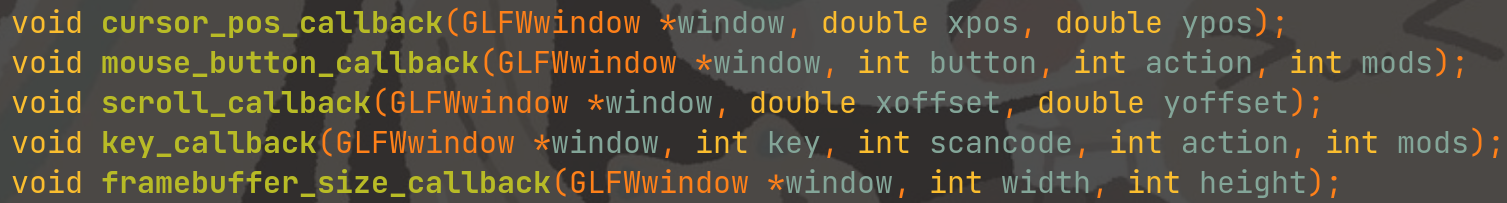 void cursor_pos_callback(GLFWwindow *window, double xpos, double ypos);
void mouse_button_callback(GLFWwindow *window, int button, int action, int mods);
void scroll_callback(GLFWwindow *window, double xoffset, double yoffset);
void key_callback(GLFWwindow *window, int key, int scancode, int action, int mods);
void framebuffer_size_callback(GLFWwindow *window, int width, int height);